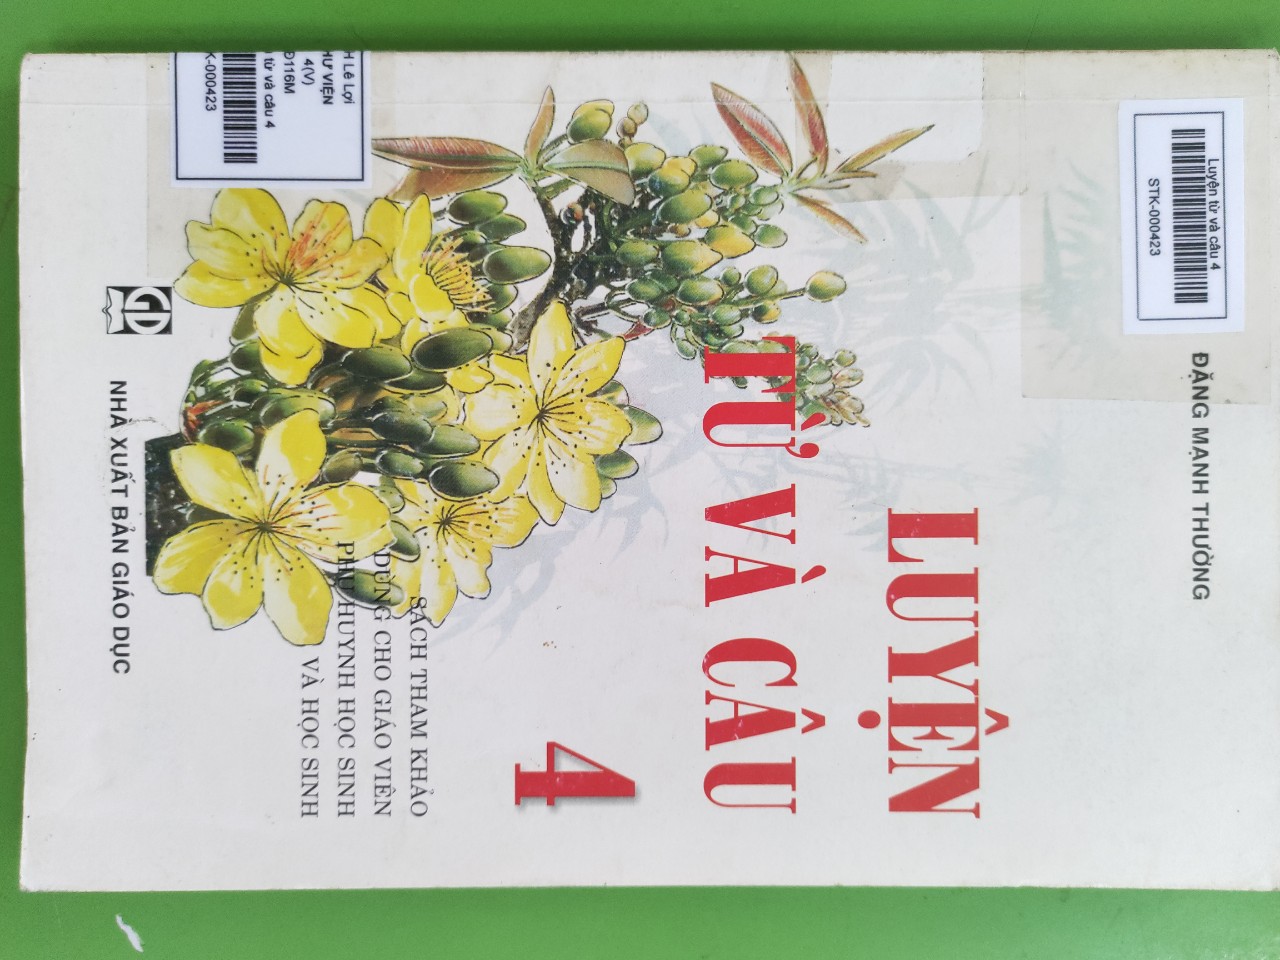 ĐẶNG MẠNH THƯỜNG
Luyện từ và câu 4
STK-000423
LUYỆN
TỪ VÀ CÂU
4
SÁCH THAM KHẢO
DÙNG CHO GIÁO VIÊN
PHỤ HUYNH HỌC SINH
VÀ HỌC SINH
H Lê Lợi
HƯ VIỆN
Đ116M
4(V)
từ và câu 4
K-000423
GD
NHÀ XUẤT BẢN GIÁO DỤC